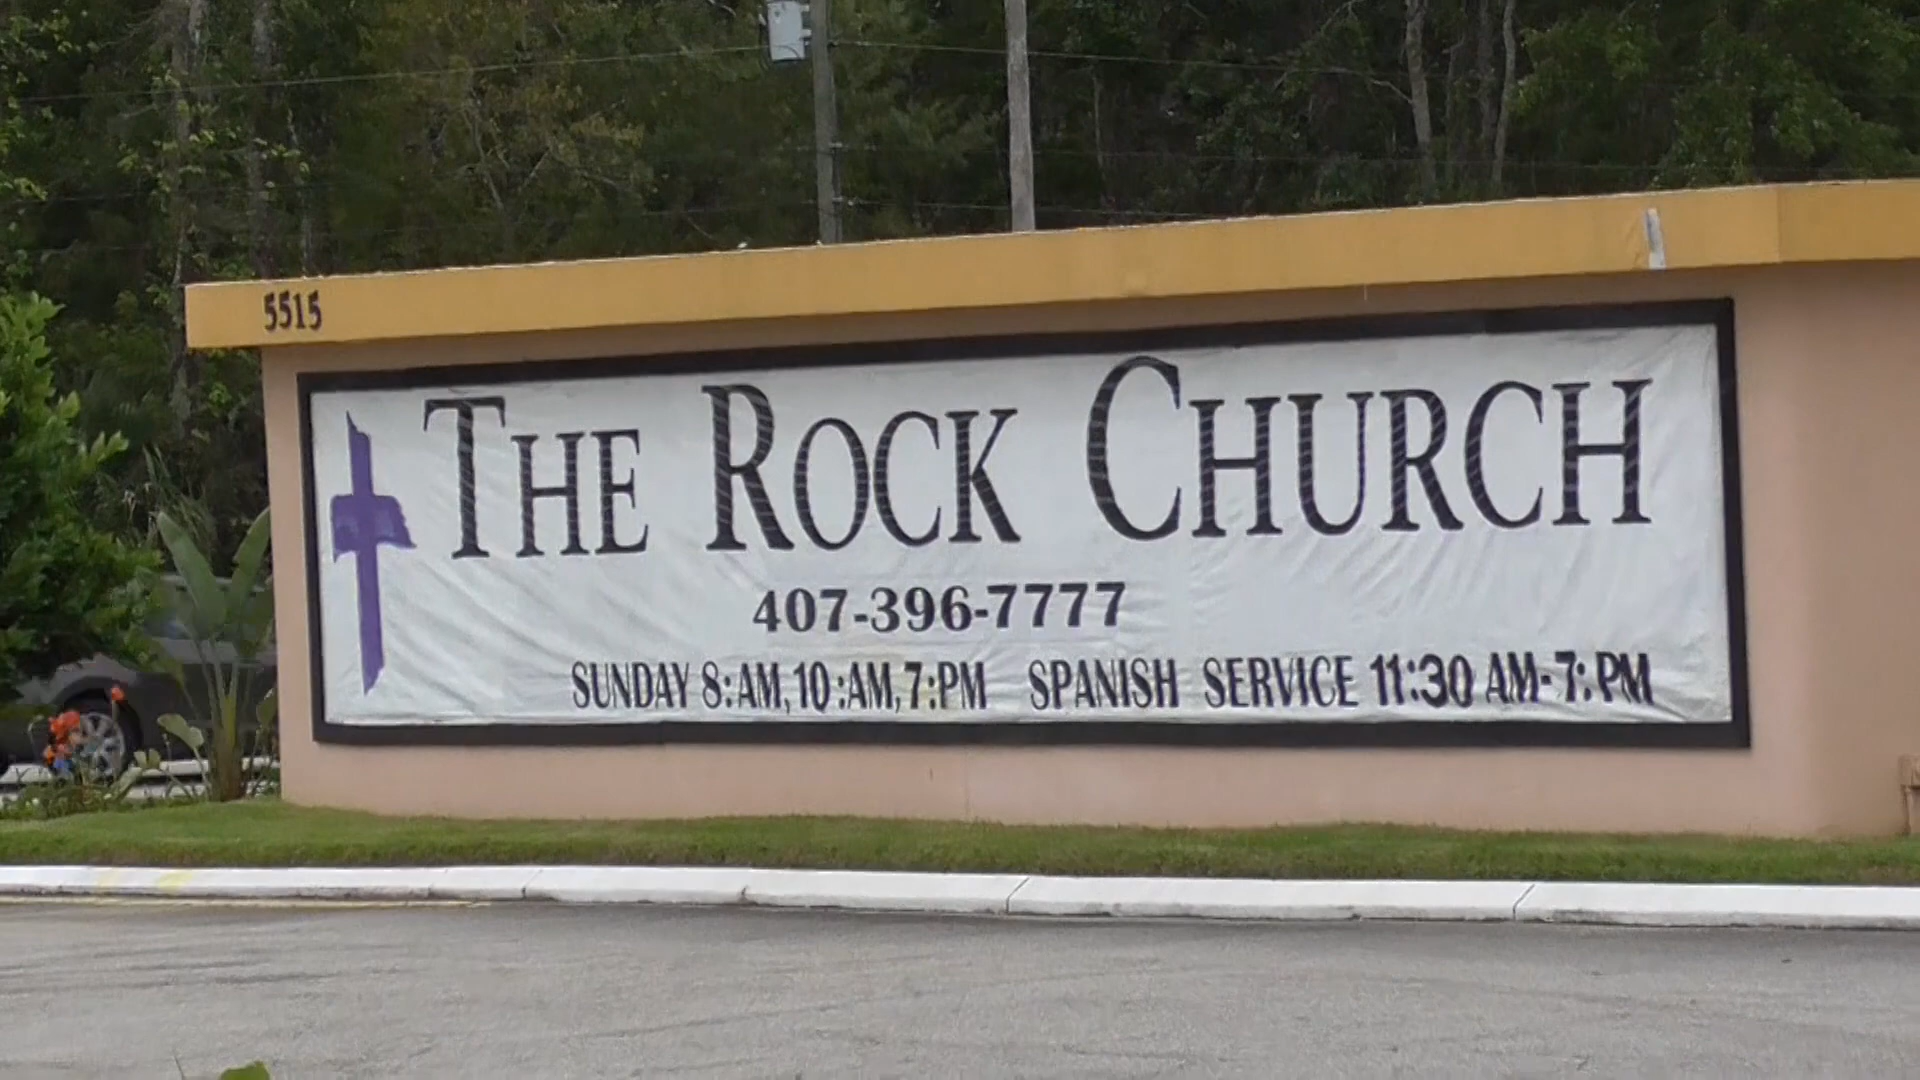 5515
THE ROCK CHURCH
407-396-7777
SUNDAY 8:AM, 10:AM, 7:PM SPANISH SERVICE 11:30 AM-7:PM